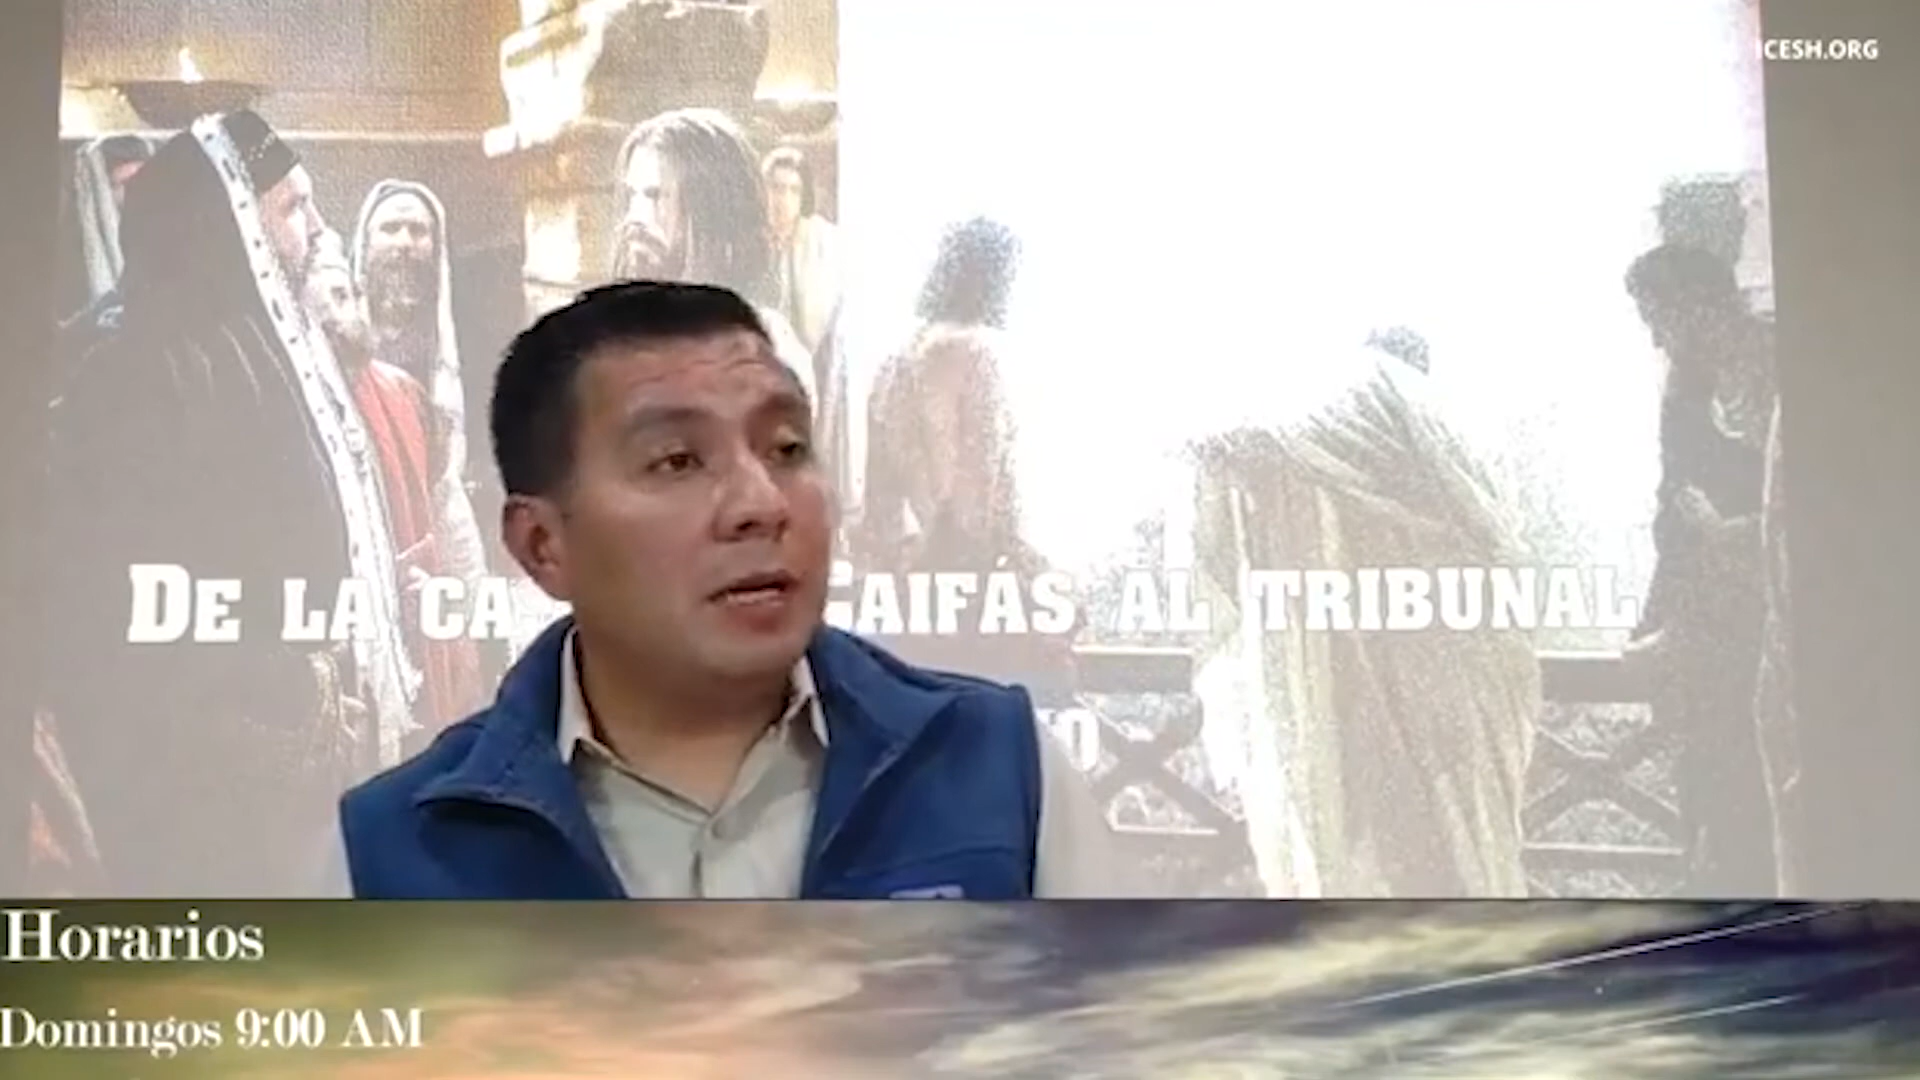 ICESH.ORG
DE LA CA CAIFÁS AL TRIBUNAL
O
Horarios
Domingos 9:00 AM